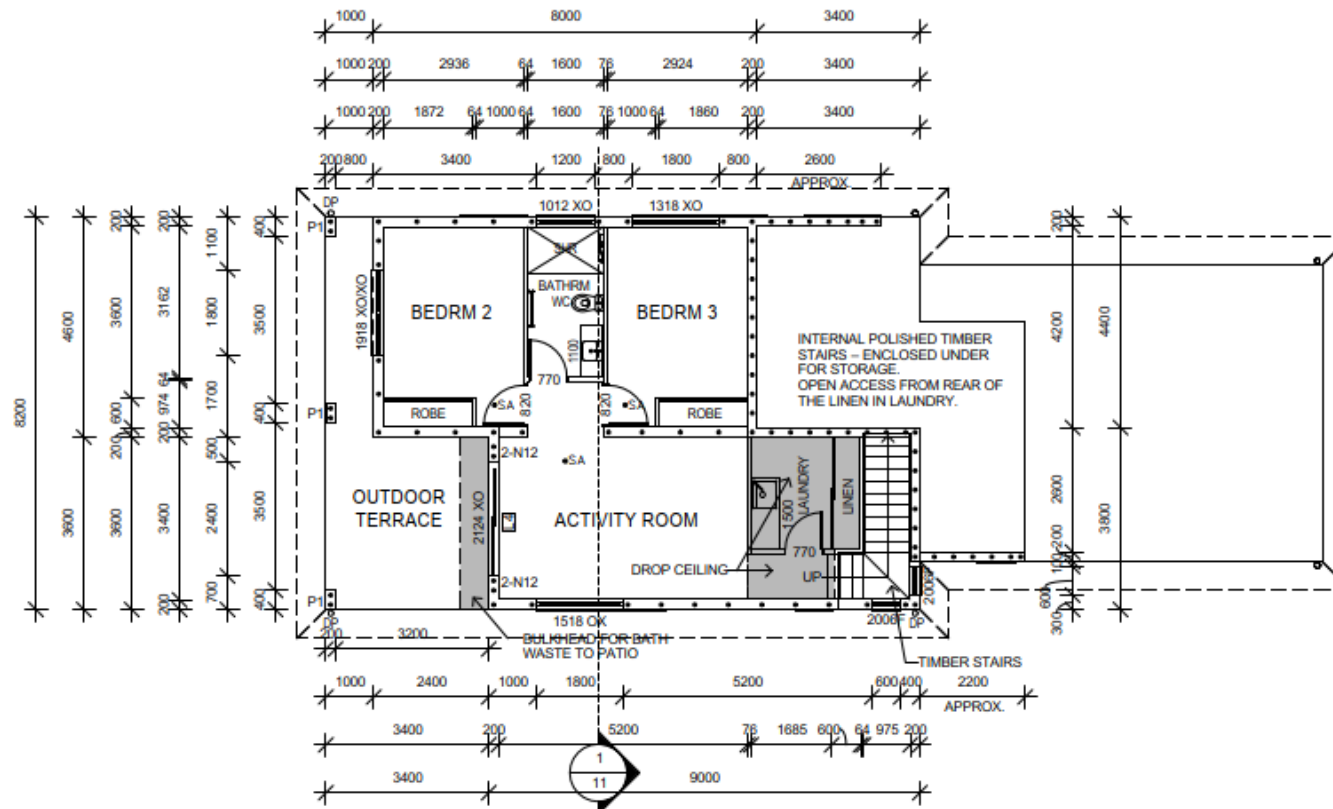 1000 8000 3400
1000 200 2936 64 1600 76 2924 200 3400
1000 200 1872 64 1000 64 1600 76 1000 64 1860 200 3400
200 800 3400 1200 800 1800 800 2600
APPROX.
DP
1012 XO 1318 XO
P1
SHR
BATHRM
WC
BEDRM 2
BEDRM 3
1918 XO/XO
1100
770
INTERNAL POLISHED TIMBER
STAIRS – ENCLOSED UNDER
FOR STORAGE.
OPEN ACCESS FROM REAR OF
THE LINEN IN LAUNDRY.
P1
ROBE
SA
820
820
SA
ROBE
2-N12
SA
OUTDOOR
TERRACE
2124 XO
ACTIVITY ROOM
1500
LAUNDRY
LINEN
770
DROP CEILING
UP
2-N12
P1
DP
1518 OX
2006F
2006F
DP
BULKHEAD FOR BATH
WASTE TO PATIO
TIMBER STAIRS
8200
4600 3600
200 3600 600 200 3600
200 3162 64 974 200 3400 200
1100 1800 1700 500 2400 700
400 3500 400 3500 400
200 4200 2600 200 100 600 300
4400 3800
200 3200
1000 2400 1000 1800 5200 600 400 2200
APPROX.
3400 200 5200 76 1685 600 64 975 200
3400 9000
1
11